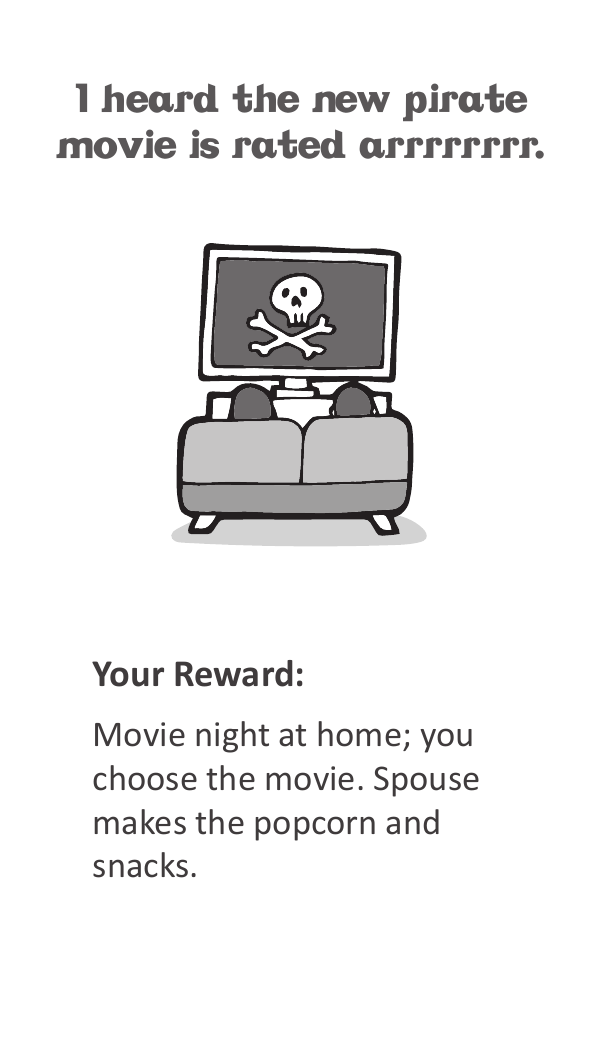 I heard the new pirate
movie is rated arrrrrrr.
Your Reward:
Movie night at home; you
choose the movie. Spouse
makes the popcorn and
snacks.